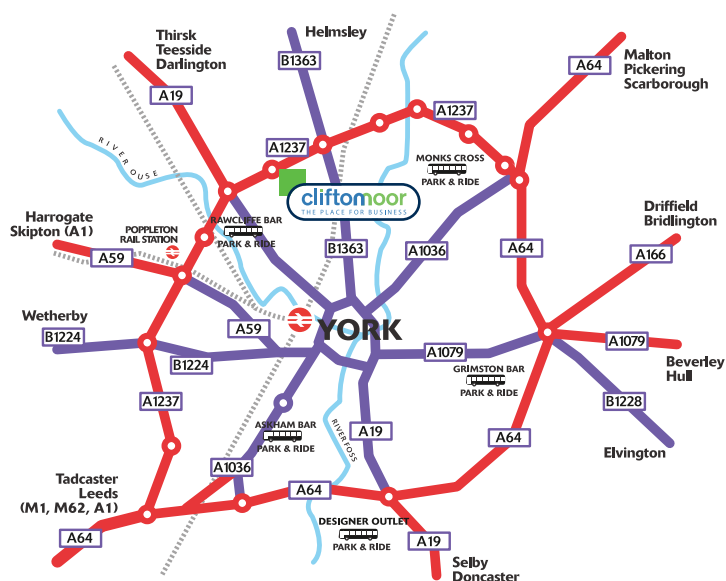 Thirsk
Teesside
Darlington
Helmsley
B1363
A64
Malton
Pickering
Scarborough
A19
A1237
A1237
RIVER OUSE
MONKS CROSS
PARK & RIDE
cliftonmoor
THE PLACE FOR BUSINESS
Harrogate
Skipton (A1)
POPPLETON
RAIL STATION
RAWCLIFFE BAR
PARK & RIDE
Driffield
Bridlington
A59
B1363
A1036
A64
A166
Wetherby
B1224
A59
YORK
B1224
A1079
A1079
GRIMSTON BAR
PARK & RIDE
Beverley
Hull
A1237
B1228
ASKHAM BAR
PARK & RIDE
RIVER FOSS
A19
A64
Elvington
Tadcaster
Leeds
(M1, M62, A1)
A1036
A64
A64
DESIGNER OUTLET
PARK & RIDE
A19
Selby
Doncaster